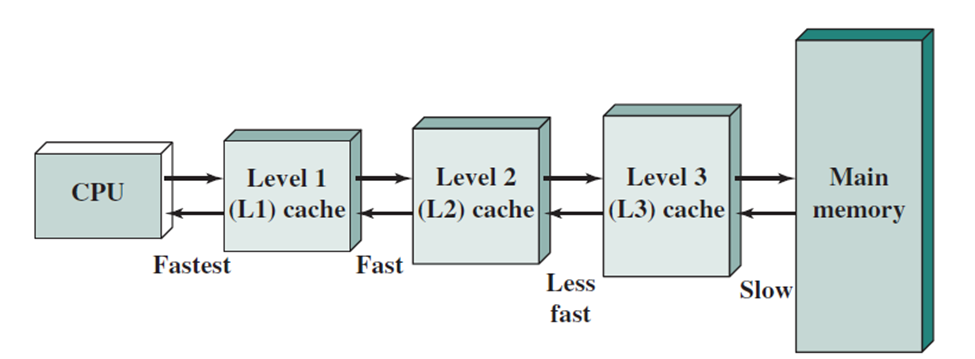 CPU
Level 1
(L1) cache
Level 2
(L2) cache
Level 3
(L3) cache
Main
memory
Fastest
Fast
Less
fast
Slow